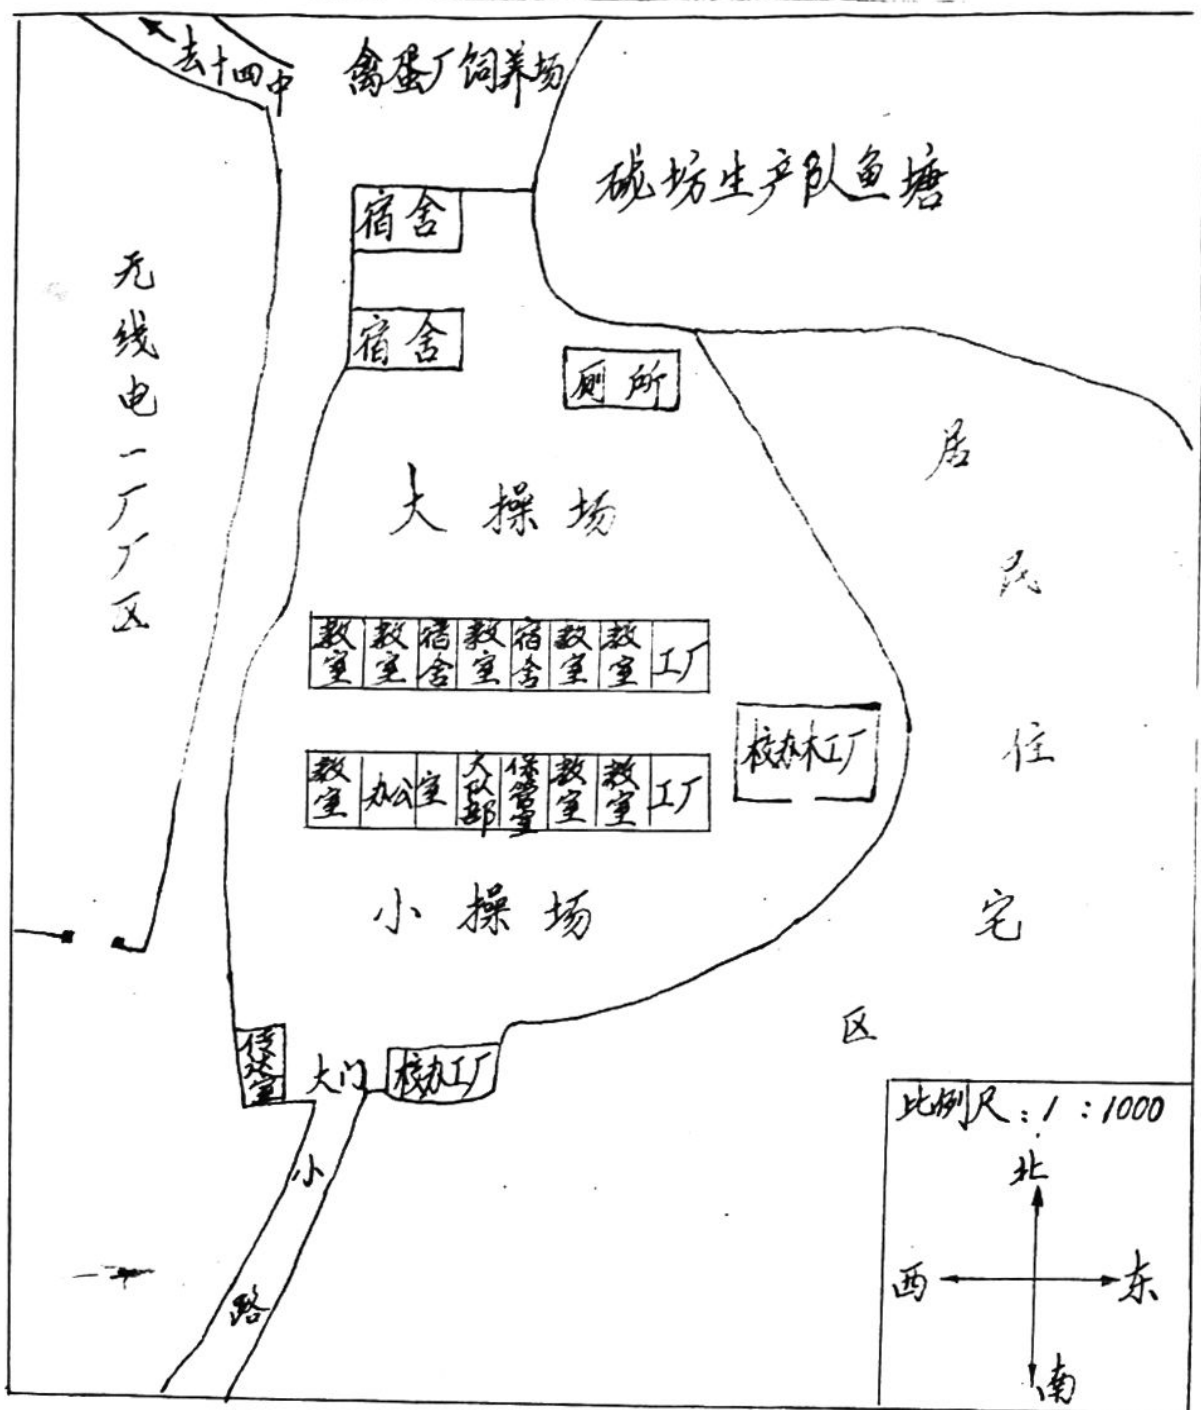 去十四中
禽蛋厂饲养场
硫坊生产队鱼塘
宿舍
无线电一厂厂区
宿舍
厕所
居民住宅区
大操场
教室 教室 宿舍 教室 宿舍 教室 教室 工厂
校办木工厂
教室 办公室 大队部 保管室 教室 教室 工厂
小操场
传达室 大门 校办工厂
小路
比例尺:1:1000
北
西 东
南